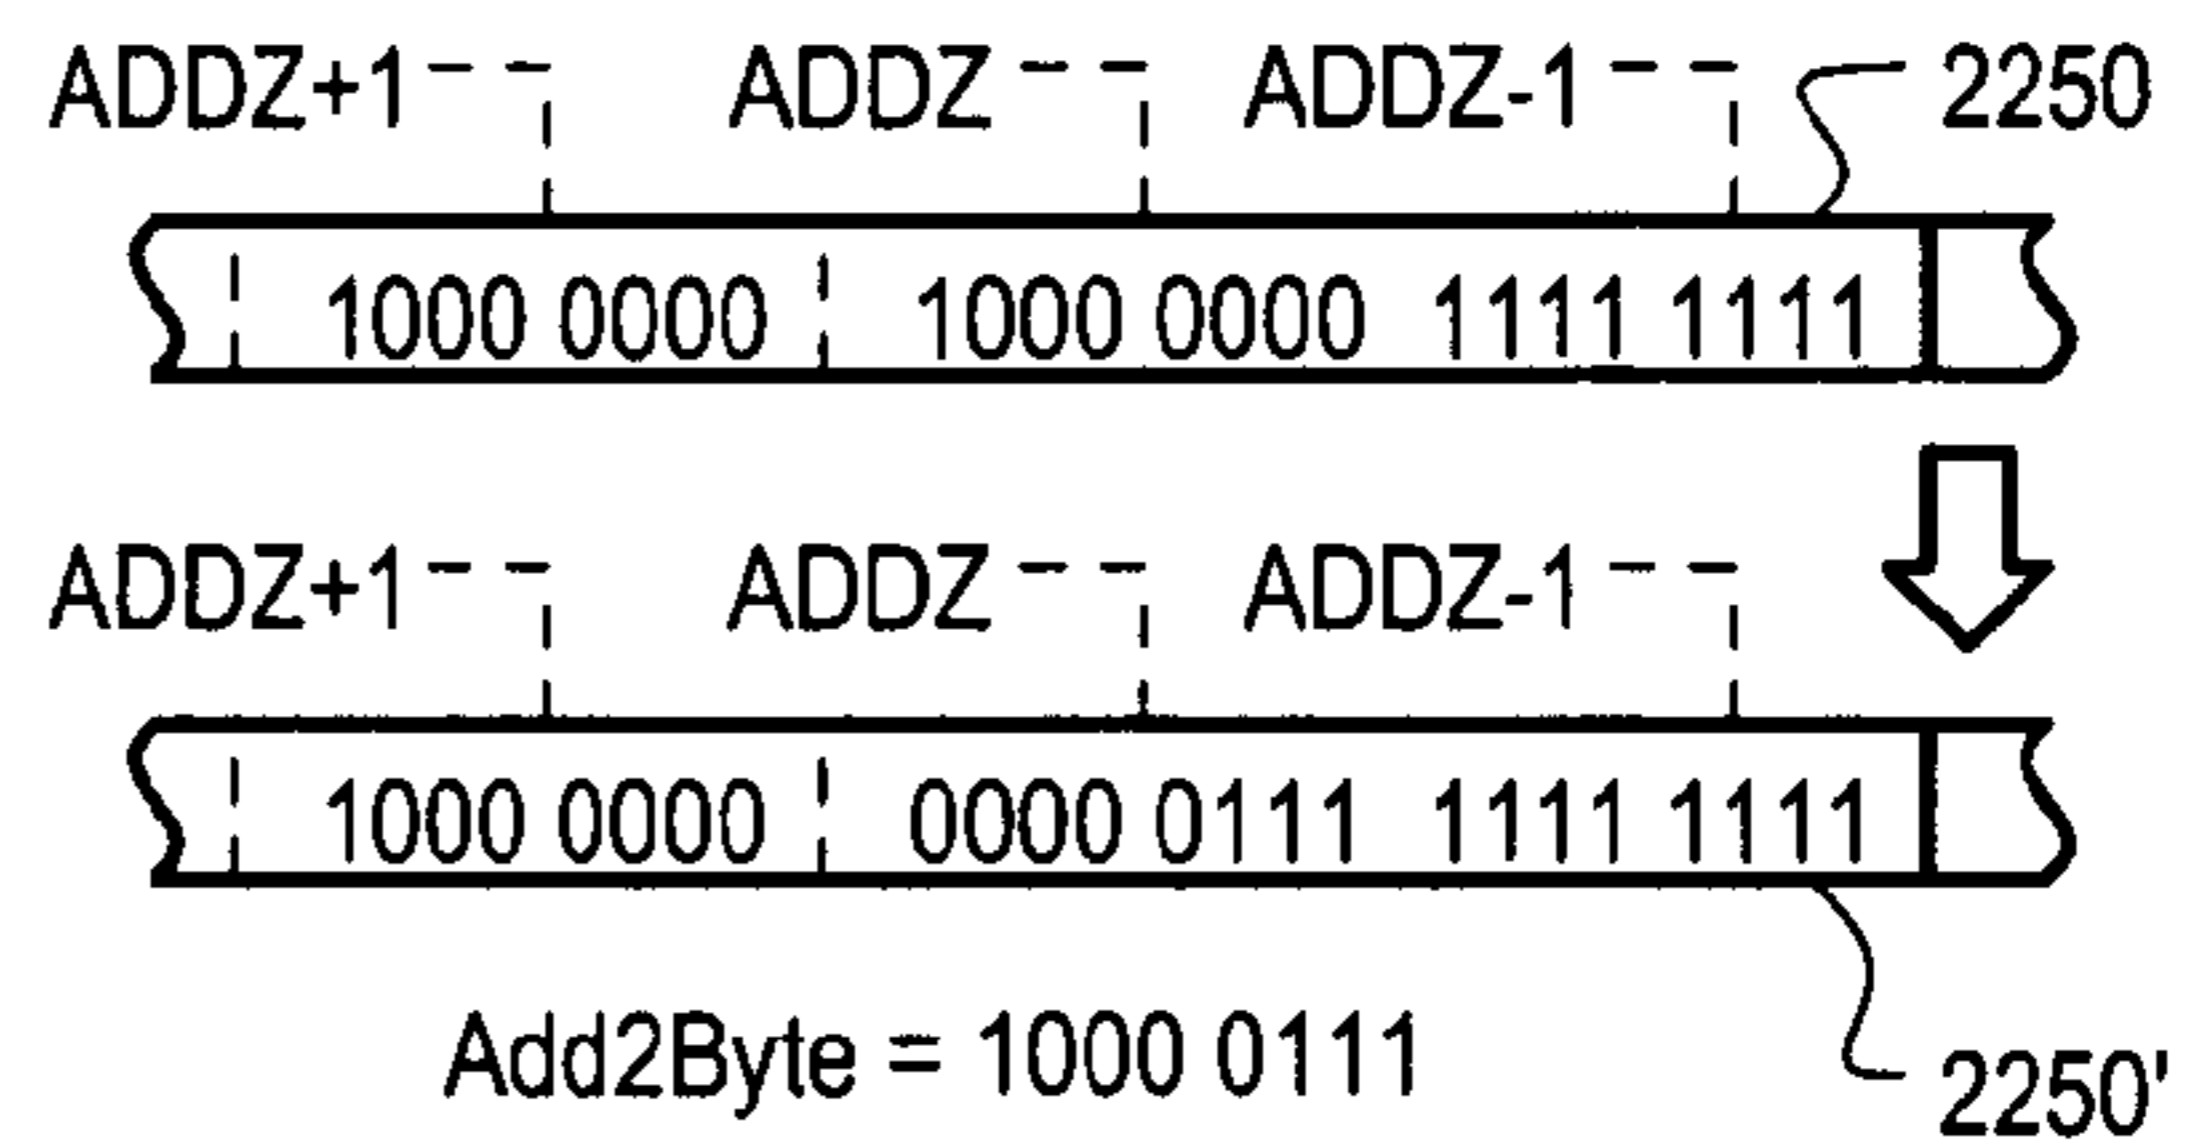 ADDZ+1 ADDZ ADDZ-1 2250
1000 0000 1000 0000 1111 1111
ADDZ+1 ADDZ ADDZ-1
1000 0000 0000 0111 1111 1111
Add2Byte = 1000 0111
2250'